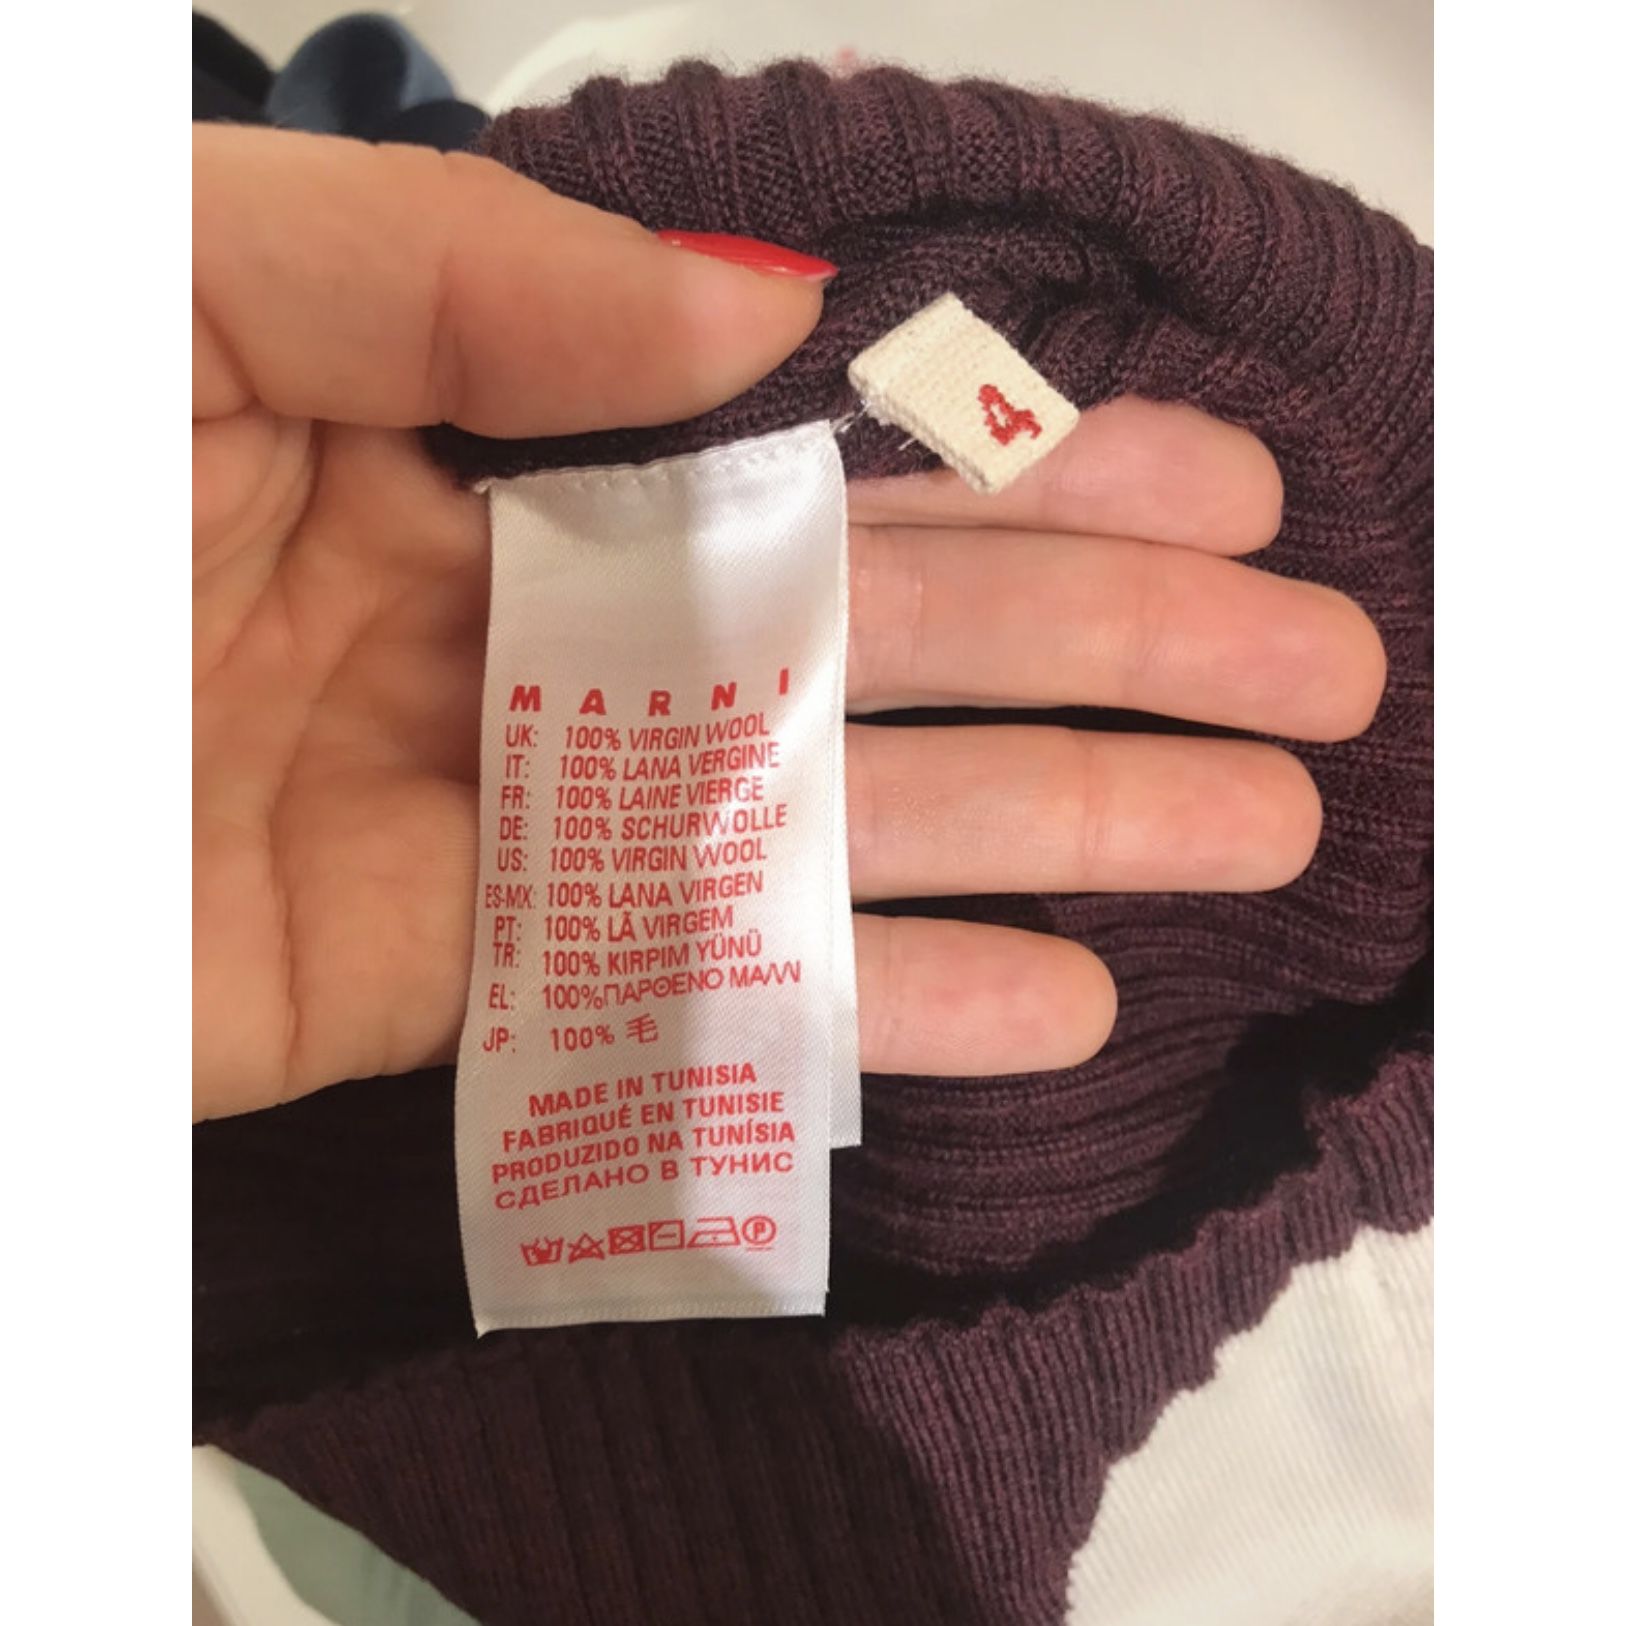 4
MARNI
UK: 100% VIRGIN WOOL
IT: 100% LANA VERGINE
FR: 100% LAINE VIERGE
DE: 100% SCHURWOLLE
US: 100% VIRGIN WOOL
ES-MX: 100% LANA VIRGEN
PT: 100% LÃ VIRGEM
TR: 100% KIRPIM YÜNÜ
EL: 100%ΠΑΡΘΕΝΟ ΜΑΛΛΙ
JP: 100% 毛
MADE IN TUNISIA
FABRIQUÉ EN TUNISIE
PRODUZIDO NA TUNÍSIA
СДЕЛАНО В ТУНИС
P